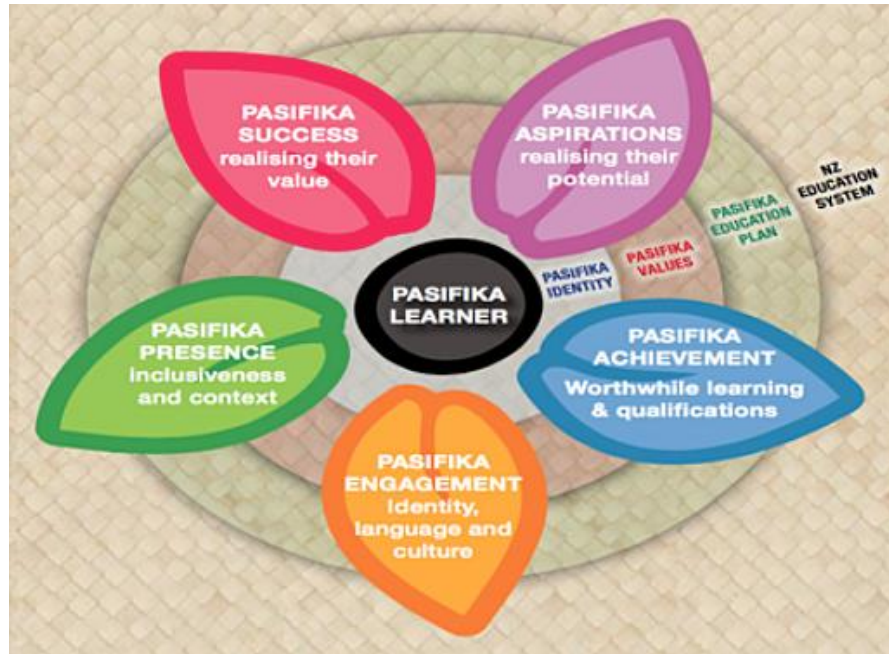 PASIFIKA
SUCCESS
realising their
value
PASIFIKA
ASPIRATIONS
realising their
potential
NZ
EDUCATION
SYSTEM
PASIFIKA
EDUCATION
PLAN
PASIFIKA
VALUES
PASIFIKA
IDENTITY
PASIFIKA
LEARNER
PASIFIKA
PRESENCE
inclusiveness
and context
PASIFIKA
ACHIEVEMENT
Worthwhile learning
& qualifications
PASIFIKA
ENGAGEMENT
Identity,
language and
culture